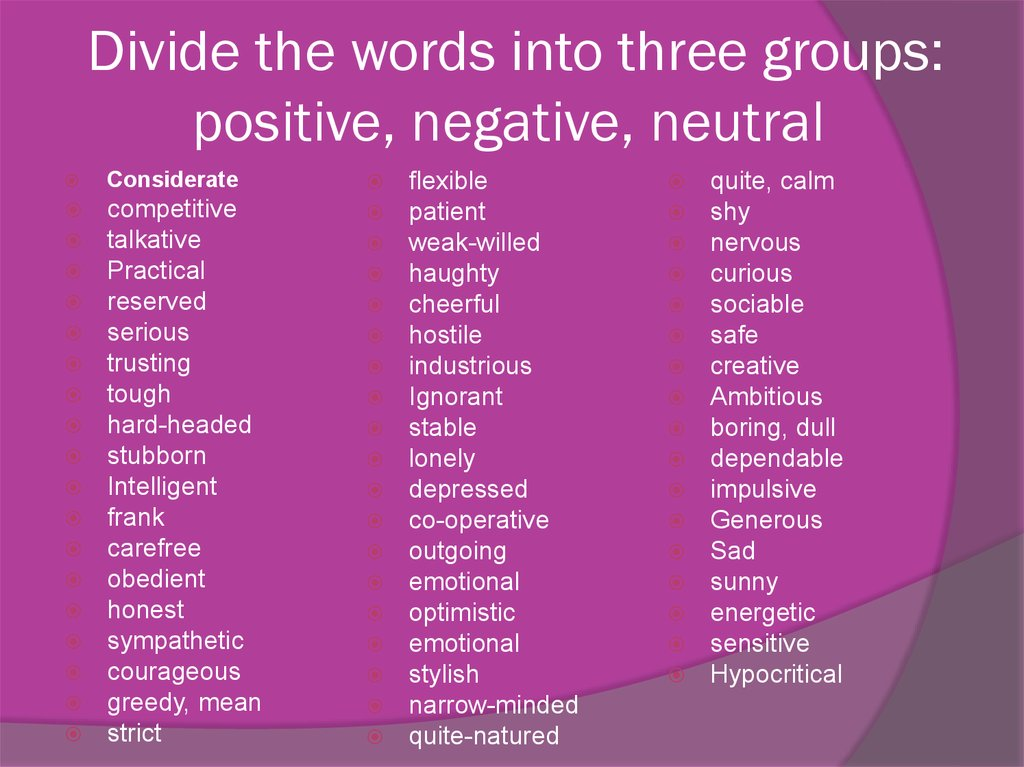 Divide the words into three groups:
positive, negative, neutral
Considerate
competitive
talkative
Practical
reserved
serious
trusting
tough
hard-headed
stubborn
Intelligent
frank
carefree
obedient
honest
sympathetic
courageous
greedy, mean
strict
flexible
patient
weak-willed
haughty
cheerful
hostile
industrious
Ignorant
stable
lonely
depressed
co-operative
outgoing
emotional
optimistic
emotional
stylish
narrow-minded
quite-natured
quite, calm
shy
nervous
curious
sociable
safe
creative
Ambitious
boring, dull
dependable
impulsive
Generous
Sad
sunny
energetic
sensitive
Hypocritical